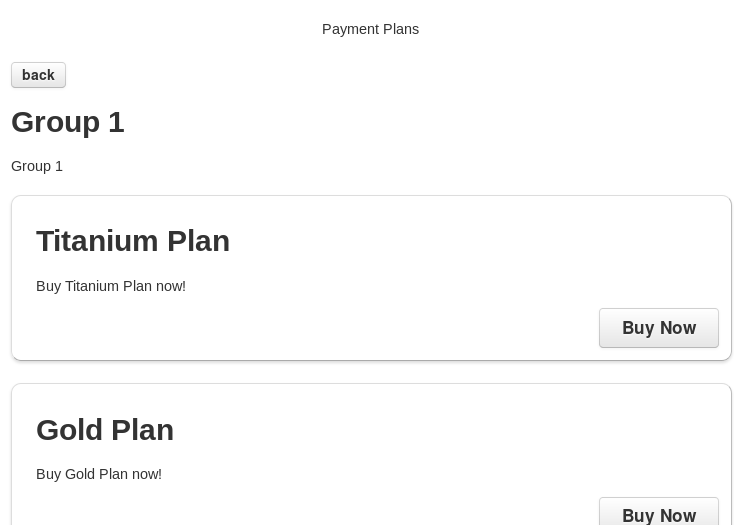 Payment Plans
back
Group 1
Group 1
Titanium Plan
Buy Titanium Plan now!
Buy Now
Gold Plan
Buy Gold Plan now!
Buy Now